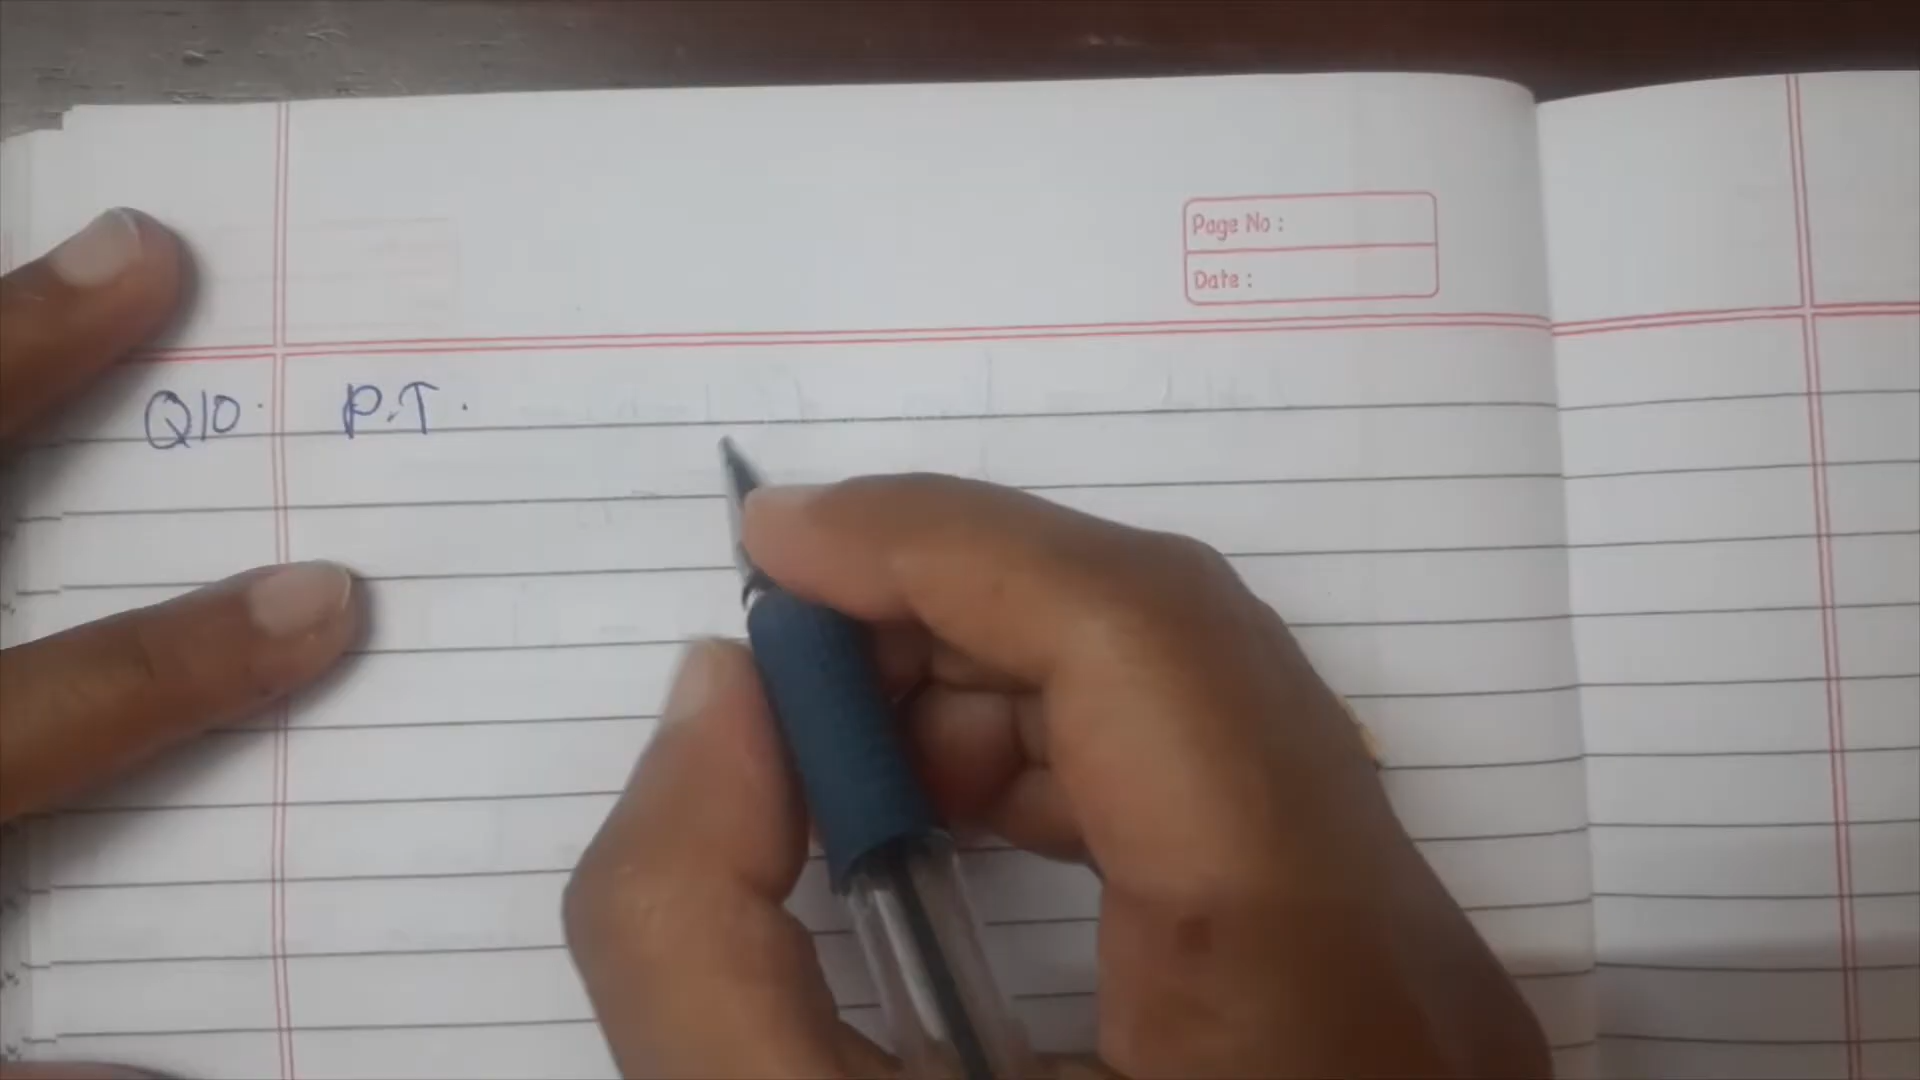 Page No :
Date :
Q10. P.T.